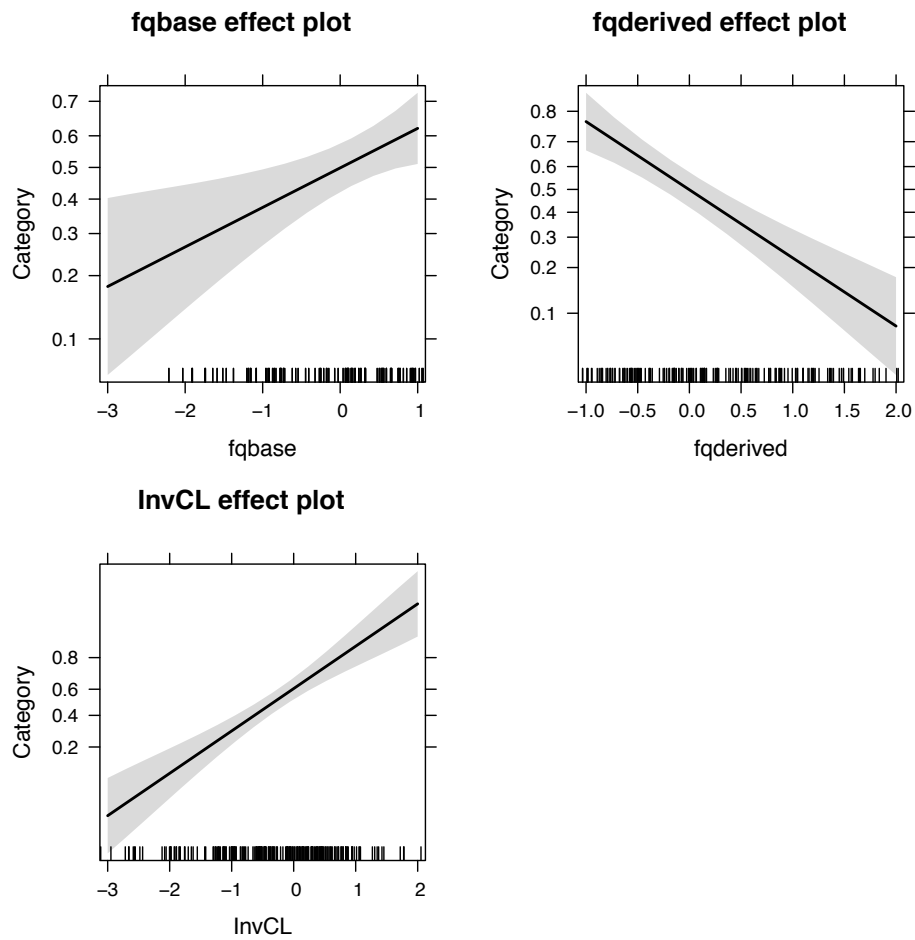 fqbase effect plot
Category
0.7
0.6
0.5
0.4
0.3
0.2
0.1
−3 −2 −1 0 1
fqbase
fqderived effect plot
Category
0.8
0.7
0.6
0.5
0.4
0.3
0.2
0.1
−1.0 −0.5 0.0 0.5 1.0 1.5 2.0
fqderived
InvCL effect plot
Category
0.8
0.6
0.4
0.2
−3 −2 −1 0 1 2
InvCL